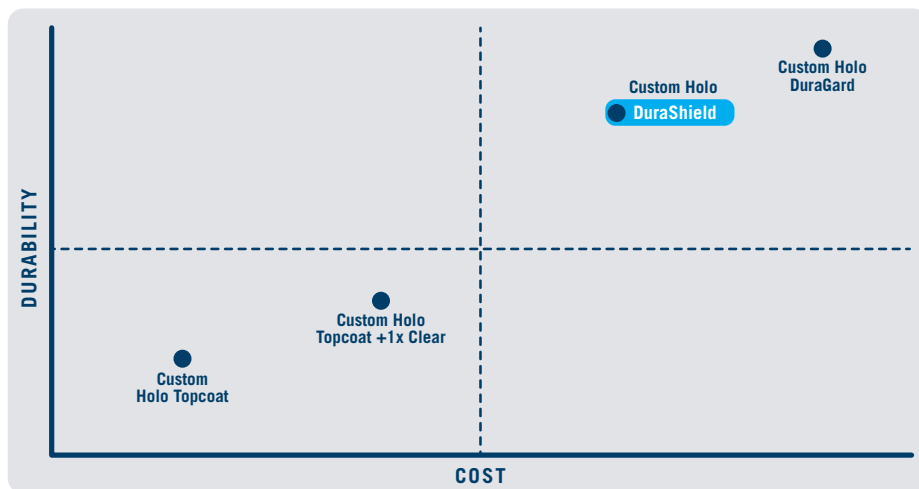 Custom Holo
DuraGard
Custom Holo
DuraShield
DURABILITY
Custom Holo
Topcoat +1x Clear
Custom
Holo Topcoat
COST